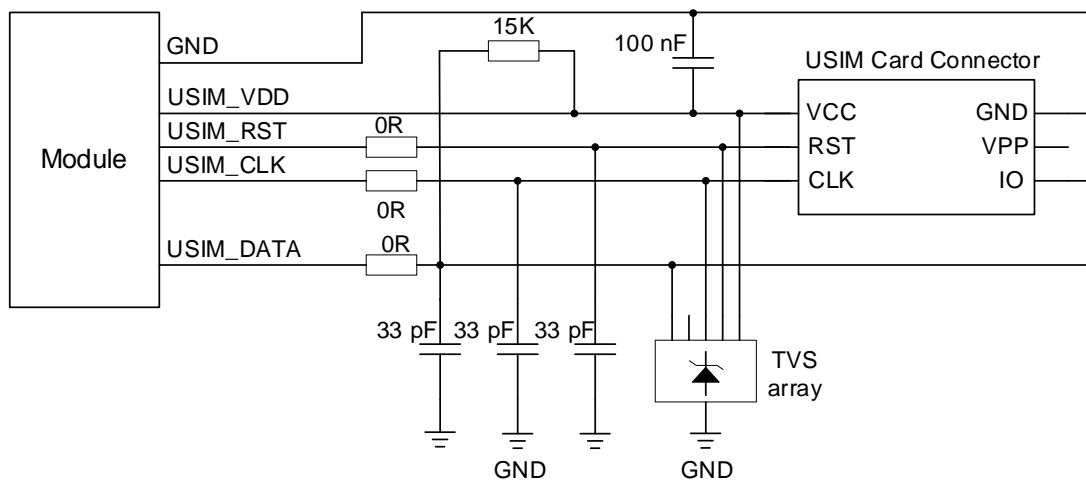 15K
GND
100 nF
USIM Card Connector
USIM_VDD
VCC
GND
USIM_RST
0R
RST
VPP
Module
USIM_CLK
CLK
IO
0R
USIM_DATA
0R
33 pF
33 pF
33 pF
TVS
array
GND
GND